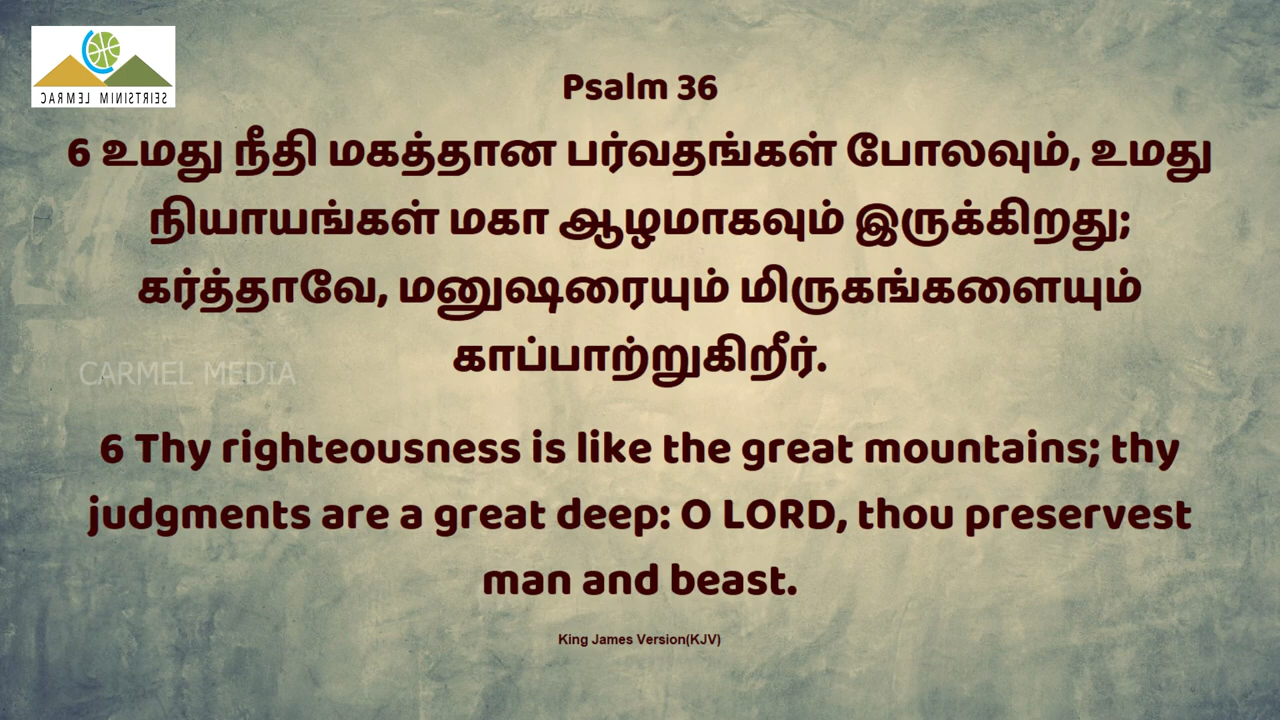 CARMEL MINISTRIES
Psalm 36
6 உமது நீதி மகத்தான பர்வதங்கள் போலவும், உமது
நியாயங்கள் மகா ஆழமாகவும் இருக்கிறது;
கர்த்தாவே, மனுஷரையும் மிருகங்களையும்
காப்பாற்றுகிறீர்.
CARMEL MEDIA
6 Thy righteousness is like the great mountains; thy
judgments are a great deep: O LORD, thou preservest
man and beast.
King James Version(KJV)